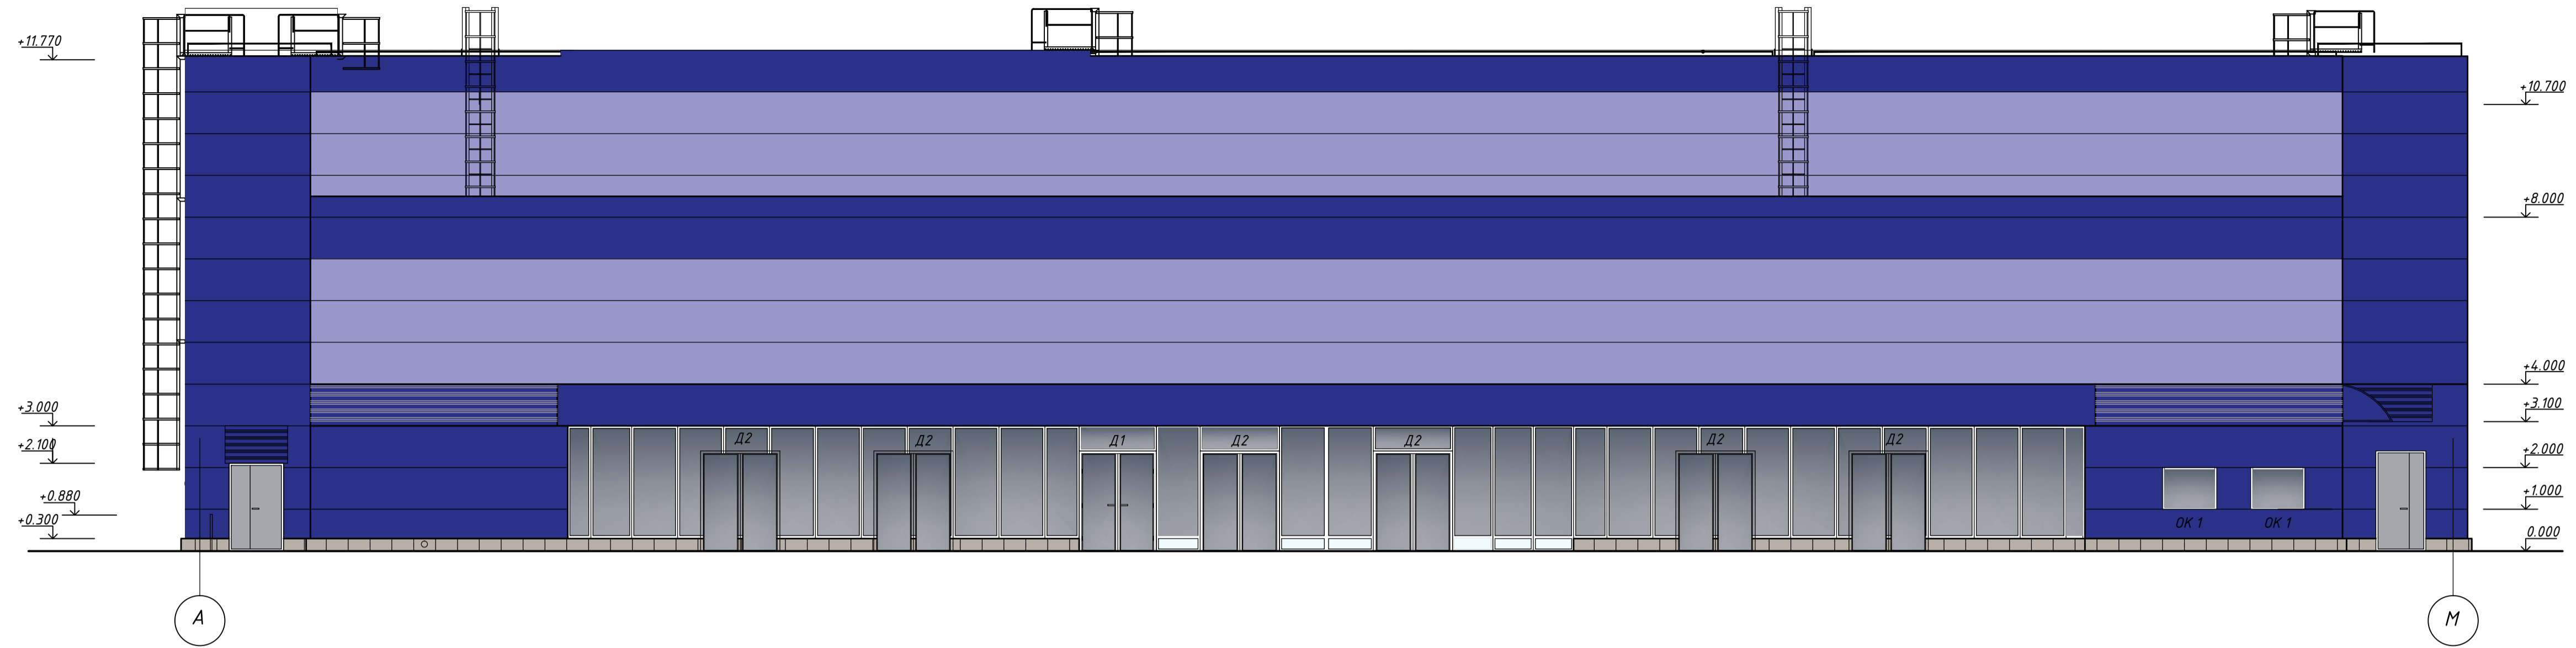 +11.770
+10.700
+8.000
+4.000
+3.000
+3.100
+2.100
Д2
Д2
Д1
Д2
Д2
Д2
Д2
+2.000
+0.880
+1.000
+0.300
ОК 1
ОК 1
0.000
А
М